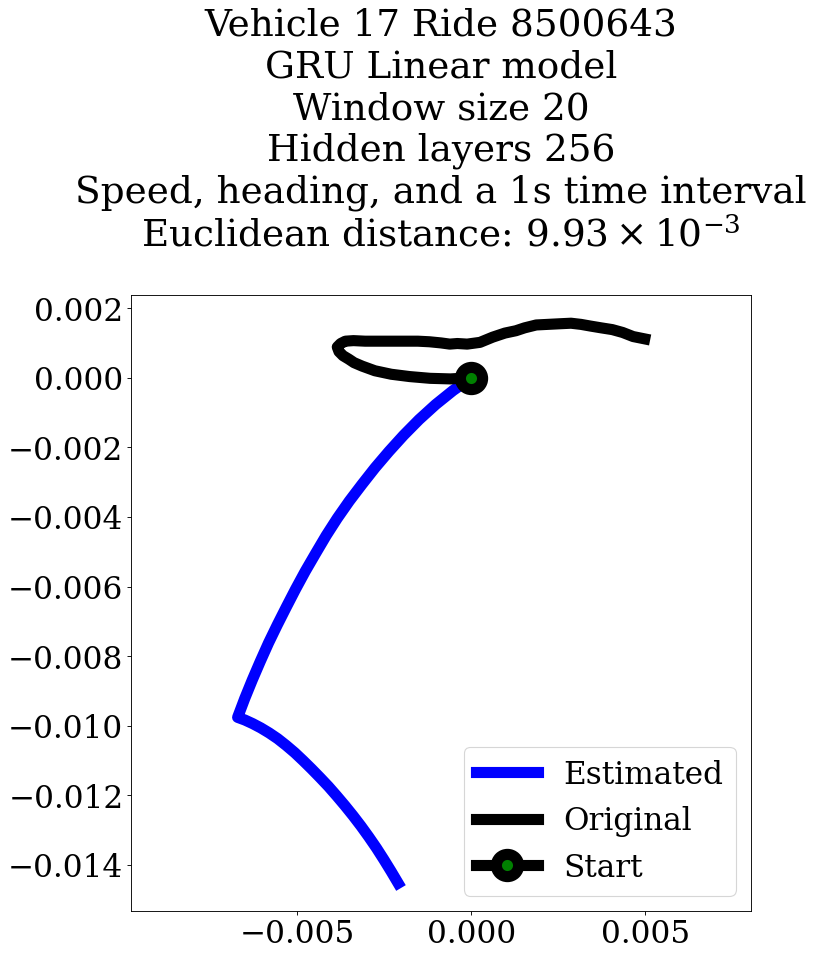 Vehicle 17 Ride 8500643
GRU Linear model
Window size 20
Hidden layers 256
Speed, heading, and a 1s time interval
Euclidean distance: 9.93 × 10⁻³
0.002
0.000
−0.002
−0.004
−0.006
−0.008
−0.010
−0.012
−0.014
Estimated
Original
Start
−0.005 0.000 0.005